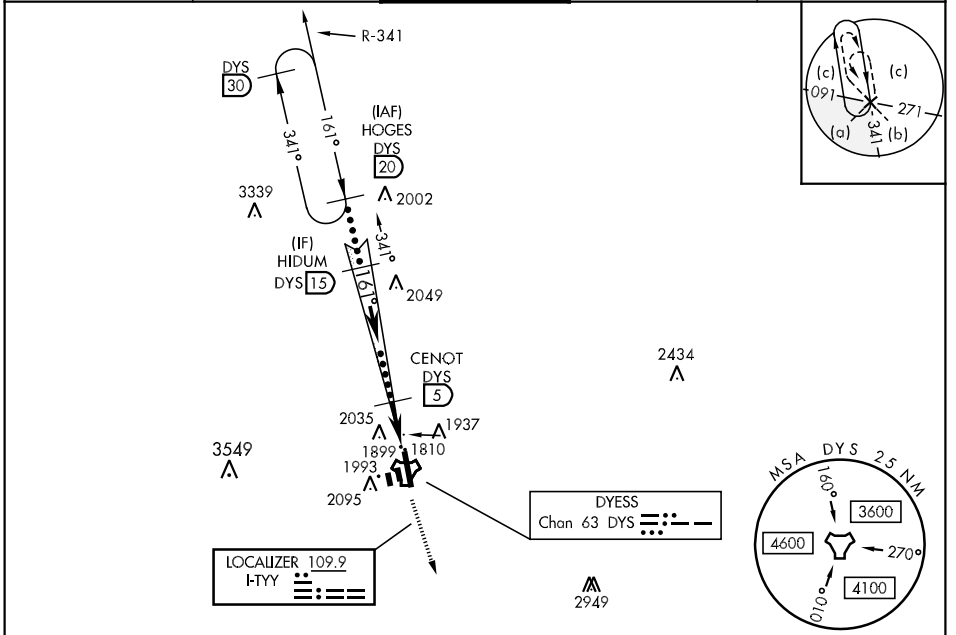 R-341
DYS
30
161°
341°
(IAF)
HOGES
DYS
20
3339
2002
341°
(IF)
HIDUM
DYS 15
161°
2049
2434
CENOT
DYS
5
2035
1937
1899
1810
3549
1993
2095
DYESS
Chan 63 DYS
LOCALIZER 109.9
I-TYY
2949
(c)
(c)
091
271
(a)
341
(b)
MSA DYS 25 NM
160°
3600
4600
270°
010°
4100